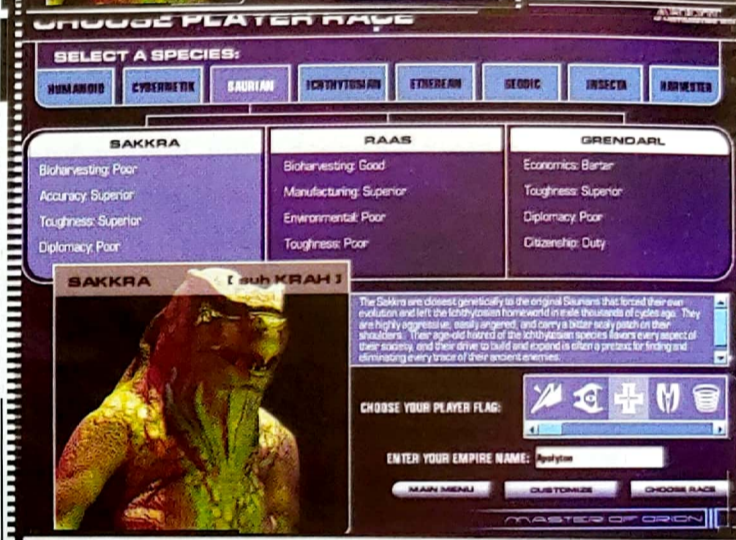 CHOOSE PLAYER RACE
SELECT A SPECIES:
HUMANOID CYBERNETIK SAURIAN ICHTHYTOSIAN ETHEREAN GEODIC INSECTA HARVESTER
SAKKRA RAAS GRENDARL
Bioharvesting: Poor Bioharvesting: Good Economics: Barter
Accuracy: Superior Manufacturing: Superior Toughness: Superior
Toughness: Superior Environmental: Poor Diplomacy: Poor
Diplomacy: Poor Toughness: Poor Citizenship: Duty
SAKKRA [ suh KRAH ]
The Sakkra are closest genetically to the original Saurians that forced their own
evolution and left the Ichthytosian homeworld in exile thousands of cycles ago. They
are highly aggressive, easily angered, and carry a bitter scaly patch on their
shoulders. Their age-old hatred of the Ichthytosian species flavors every aspect of
their society, and their drive to build and expand is often a pretext for finding and
eliminating every trace of their ancient enemies.
CHOOSE YOUR PLAYER FLAG:
ENTER YOUR EMPIRE NAME: Apolyton
MAIN MENU CUSTOMIZE CHOOSE RACE
MASTER OF ORION III